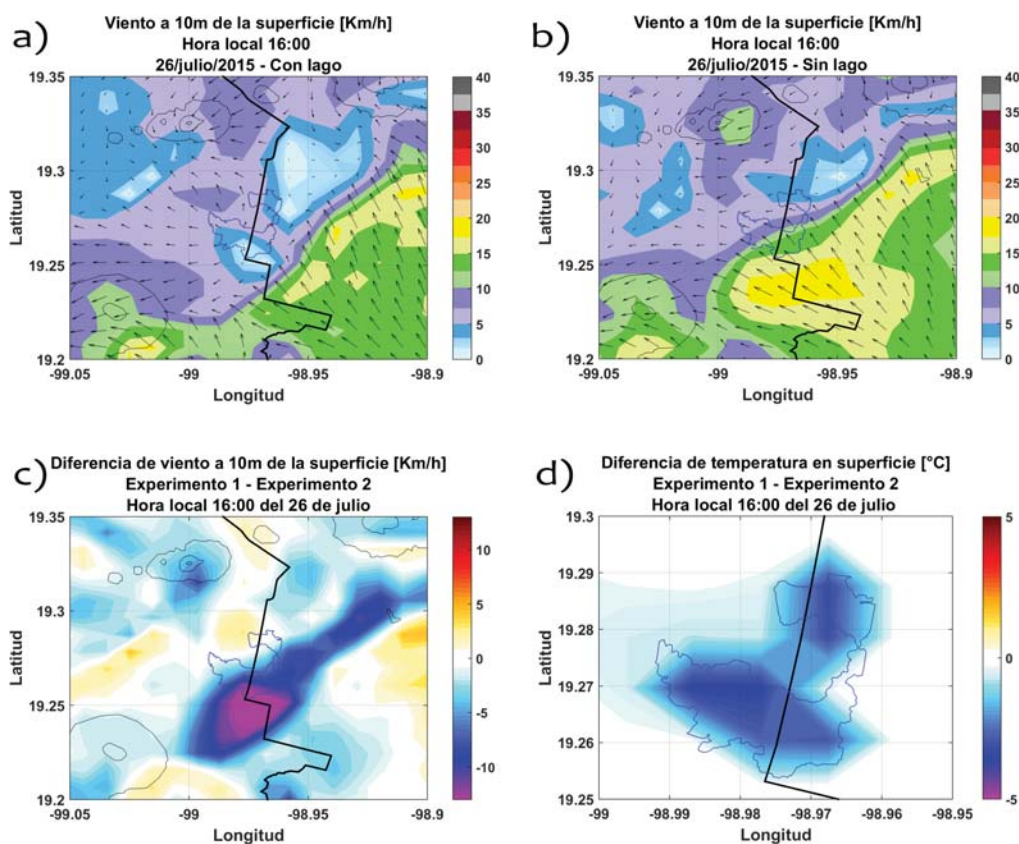 a)
Viento a 10m de la superficie [Km/h]
Hora local 16:00
26/julio/2015 - Con lago
19.35
19.3
19.25
19.2
Latitud
-99.05
-99
-98.95
-98.9
Longitud
40
35
30
25
20
15
10
5
0
b)
Viento a 10m de la superficie [Km/h]
Hora local 16:00
26/julio/2015 - Sin lago
19.35
19.3
19.25
19.2
Latitud
-99.05
-99
-98.95
-98.9
Longitud
40
35
30
25
20
15
10
5
0
c)
Diferencia de viento a 10m de la superficie [Km/h]
Experimento 1 - Experimento 2
Hora local 16:00 del 26 de julio
19.35
19.3
19.25
19.2
Latitud
-99.05
-99
-98.95
-98.9
Longitud
10
5
0
-5
-10
d)
Diferencia de temperatura en superficie [°C]
Experimento 1 - Experimento 2
Hora local 16:00 del 26 de julio
19.3
19.29
19.28
19.27
19.26
19.25
Latitud
-99
-98.99
-98.98
-98.97
-98.96
-98.95
Longitud
5
0
-5